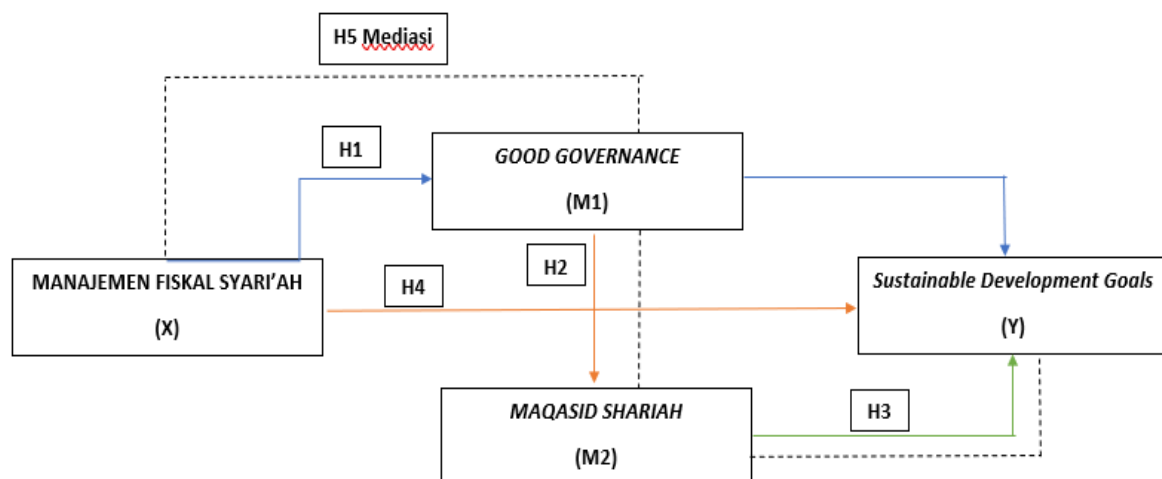 H5 Mediasi
H1
GOOD GOVERNANCE
(M1)
H2
MANAJEMEN FISKAL SYARI'AH
(X)
H4
Sustainable Development Goals
(Y)
MAQASID SHARIAH
(M2)
H3